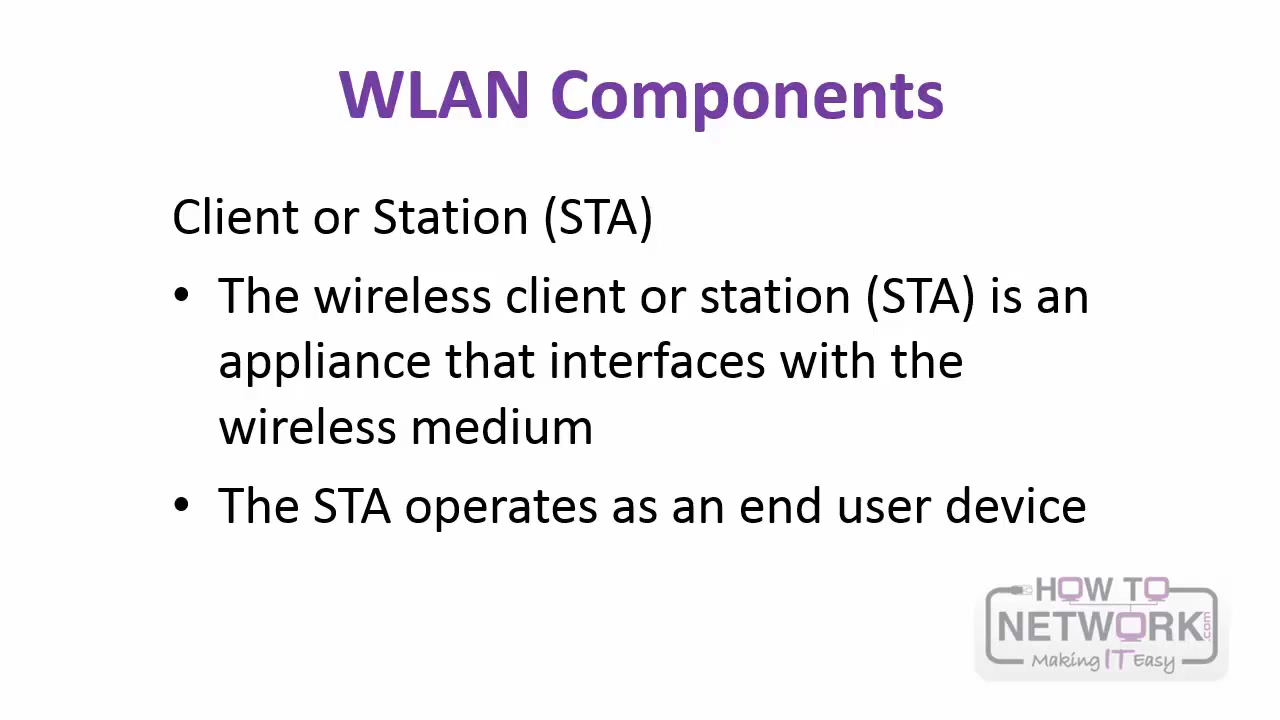 WLAN Components
Client or Station (STA)
• The wireless client or station (STA) is an
appliance that interfaces with the
wireless medium
• The STA operates as an end user device
HOW TO
NETWORK.com
Making IT Easy